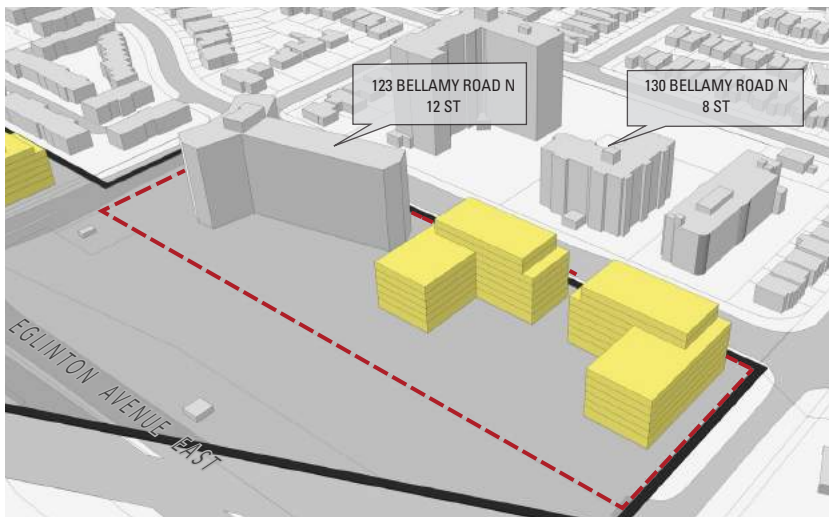 123 BELLAMY ROAD N
12 ST
130 BELLAMY ROAD N
8 ST
EGLINTON AVENUE EAST